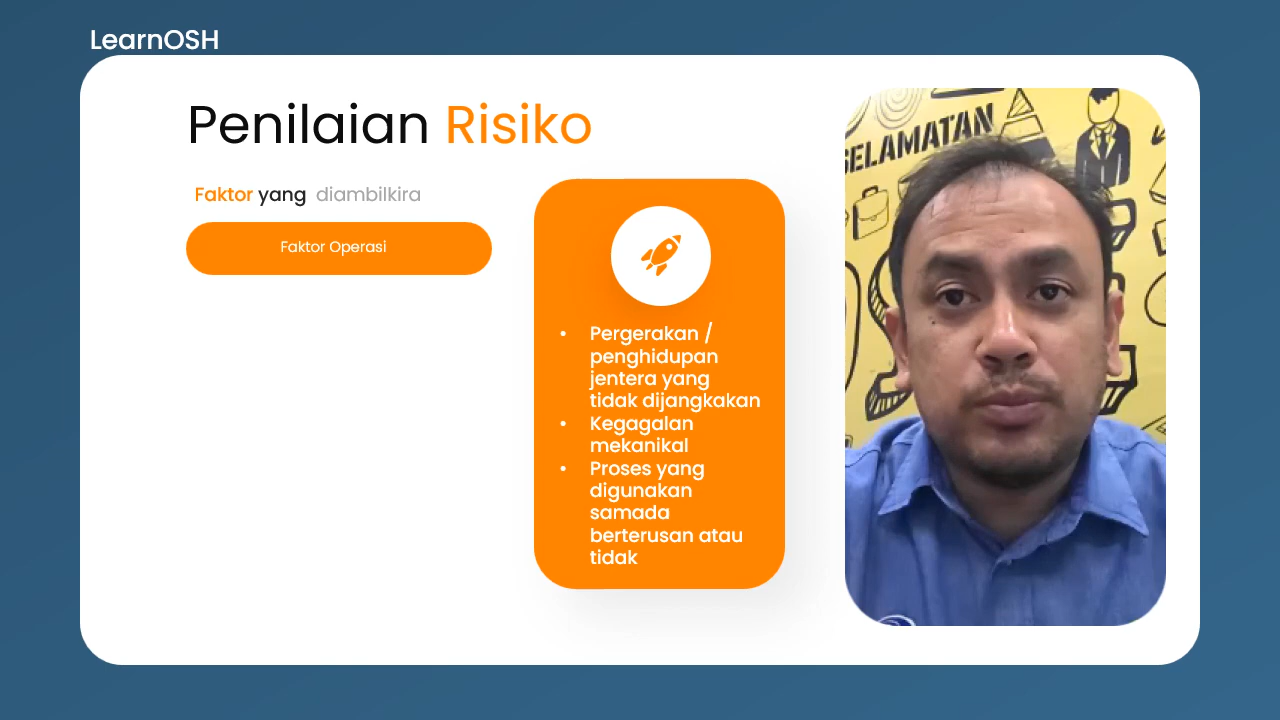 LearnOSH
Penilaian Risiko
Faktor yang diambilkira
Faktor Operasi
• Pergerakan /
penghidupan
jentera yang
tidak dijangkakan
• Kegagalan
mekanikal
• Proses yang
digunakan
samada
berterusan atau
tidak
SELAMATAN